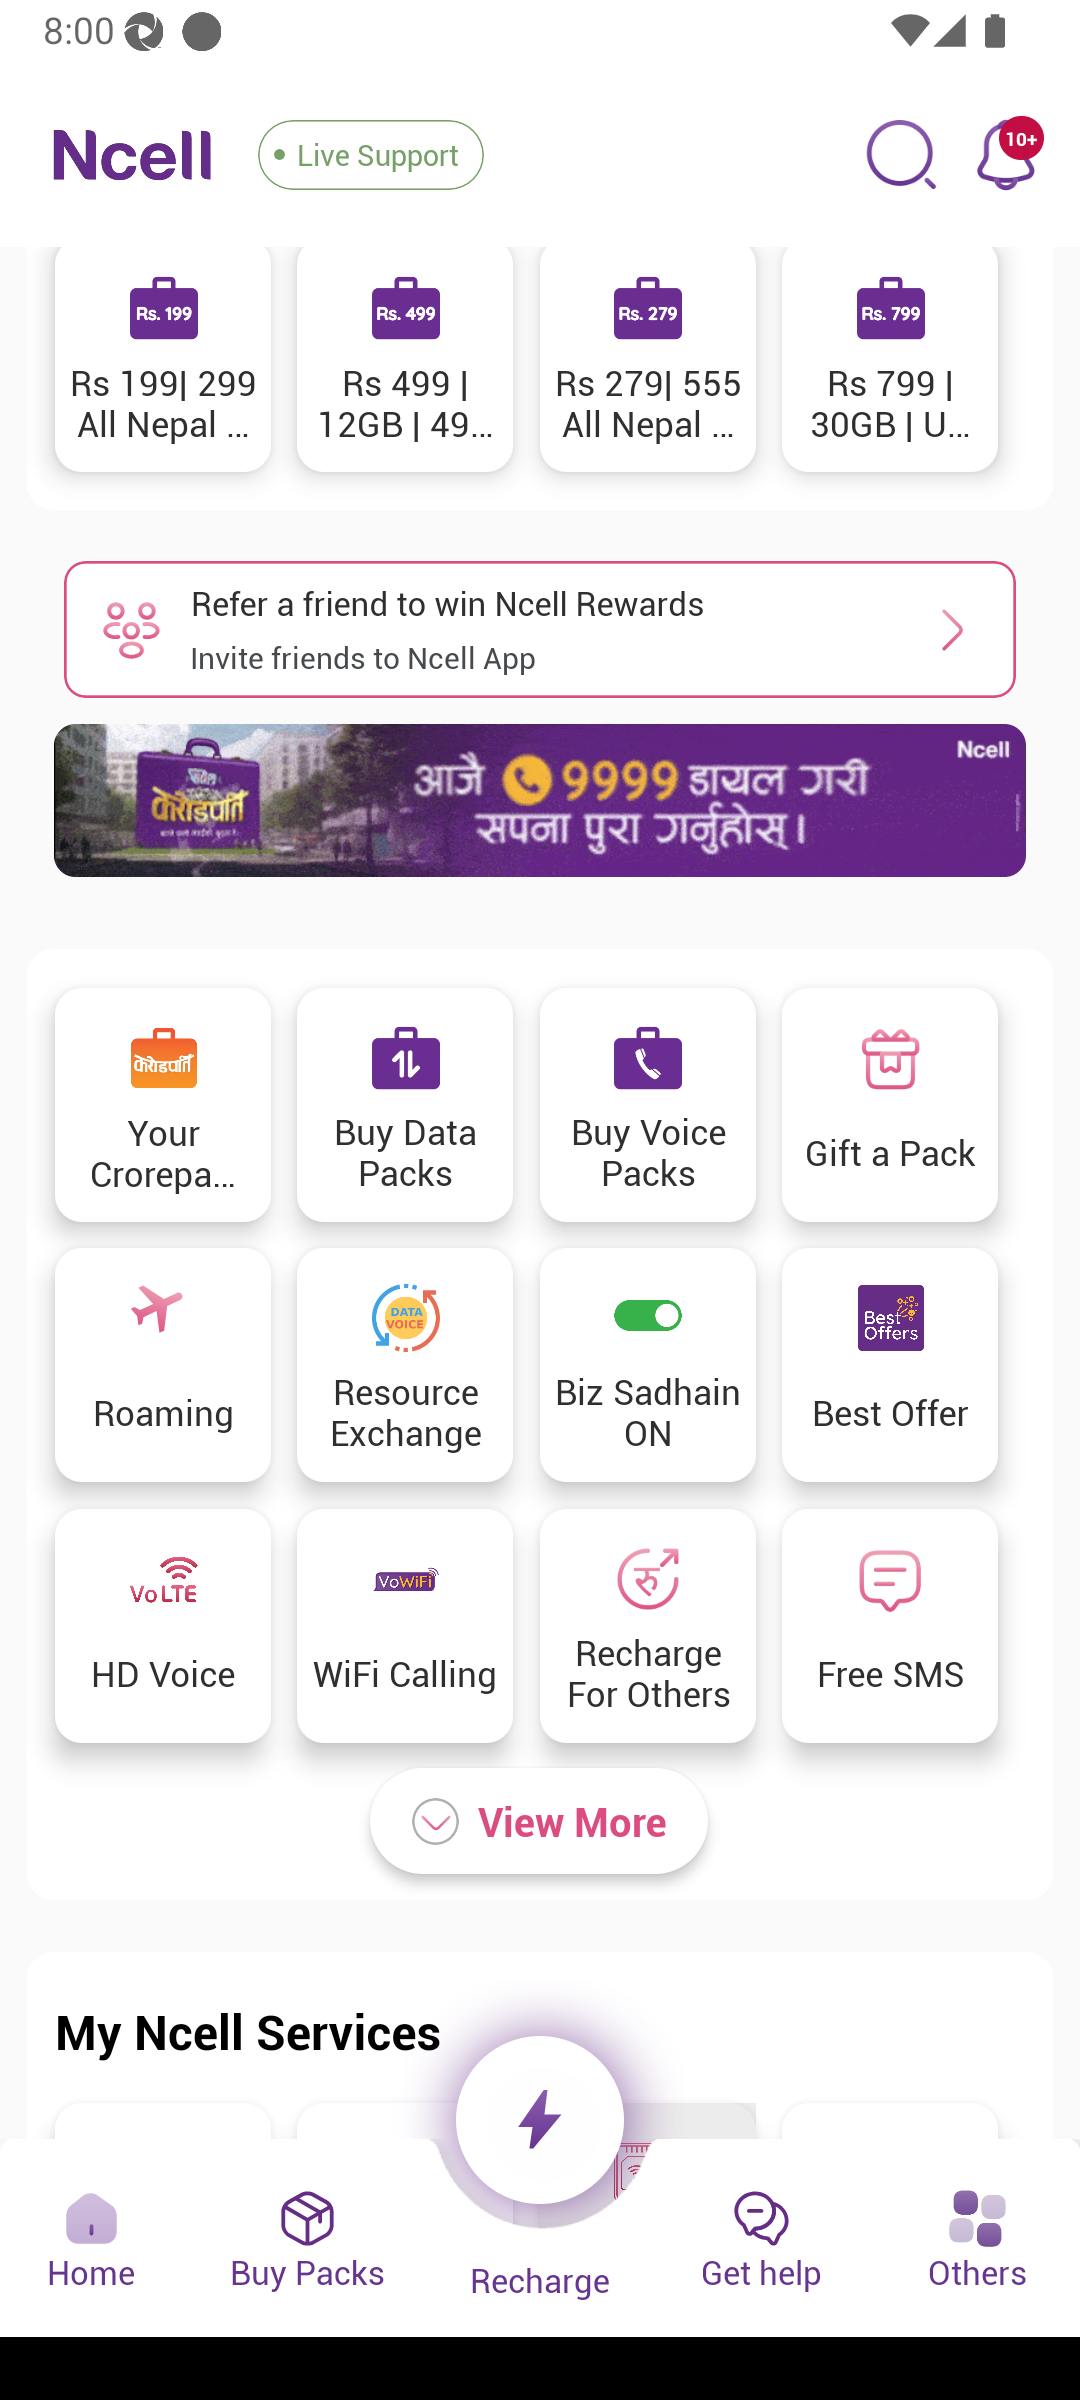 8:00
Ncell
Live Support
10+
Rs. 199
Rs. 499
Rs. 279
Rs. 799
Rs 199| 299
All Nepal ...
Rs 499 |
12GB | 49...
Rs 279| 555
All Nepal ...
Rs 799 |
30GB | U...
Refer a friend to win Ncell Rewards
Invite friends to Ncell App
Ncell
करोडपति
आजै 9999 डायल गरी
सपना पुरा गर्नुहोस्।
करोडपति
Your
Crorepa...
Buy Data
Packs
Buy Voice
Packs
Gift a Pack
DATA
VOICE
Best
Offers
Roaming
Resource
Exchange
Biz Sadhain
ON
Best Offer
VoLTE
VoWiFi
रु
HD Voice
WiFi Calling
Recharge
For Others
Free SMS
View More
My Ncell Services
Home
Buy Packs
Recharge
Get help
Others